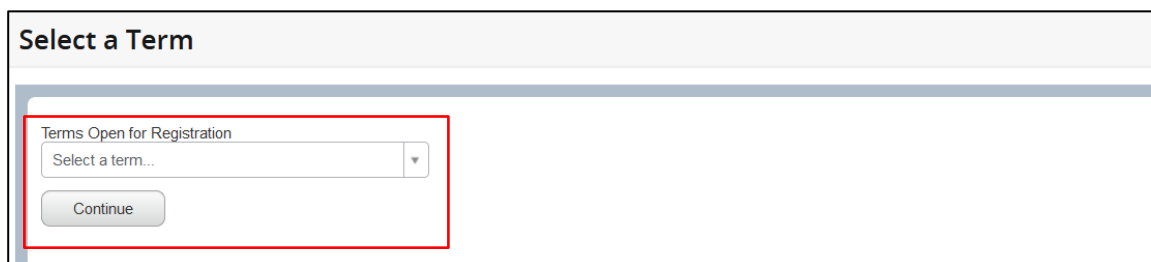 Select a Term
Terms Open for Registration
Select a term...
Continue